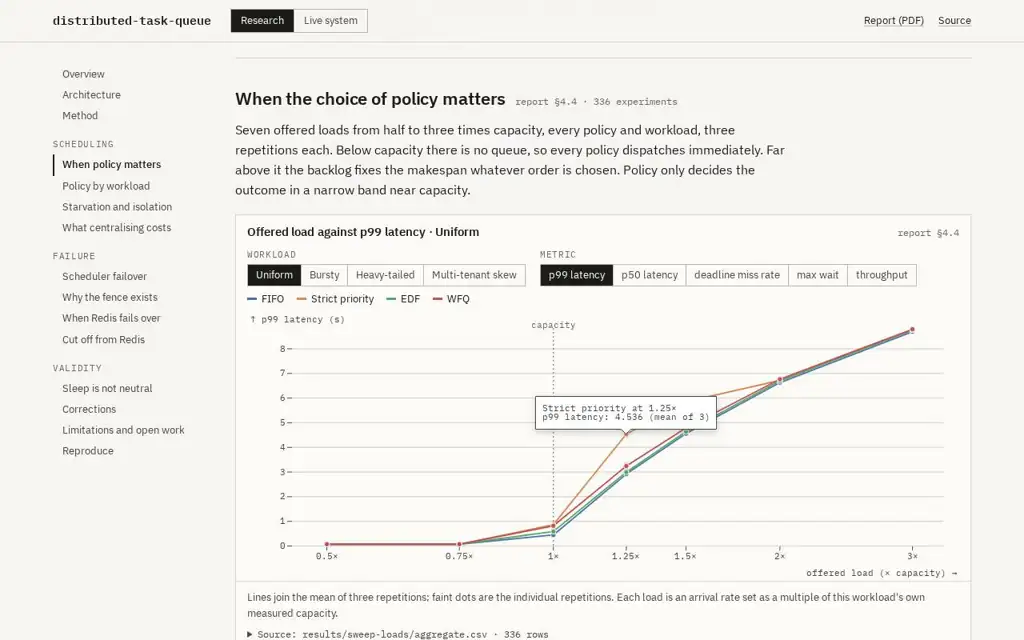 distributed-task-queue
Research
Live system
Report (PDF)
Source
Overview
Architecture
Method
SCHEDULING
When policy matters
Policy by workload
Starvation and isolation
What centralising costs
FAILURE
Scheduler failover
Why the fence exists
When Redis fails over
Cut off from Redis
VALIDITY
Sleep is not neutral
Corrections
Limitations and open work
Reproduce
When the choice of policy matters
report §4.4 · 336 experiments
Seven offered loads from half to three times capacity, every policy and workload, three
repetitions each. Below capacity there is no queue, so every policy dispatches immediately. Far
above it the backlog fixes the makespan whatever order is chosen. Policy only decides the
outcome in a narrow band near capacity.
Offered load against p99 latency · Uniform
report §4.4
WORKLOAD
METRIC
Uniform
Bursty
Heavy-tailed
Multi-tenant skew
p99 latency
p50 latency
deadline miss rate
max wait
throughput
FIFO
Strict priority
EDF
WFQ
↑ p99 latency (s)
capacity
8
7
6
5
4
3
2
1
0
Strict priority at 1.25×
p99 latency: 4.536 (mean of 3)
0.5×
0.75×
1×
1.25×
1.5×
2×
3×
offered load (× capacity) →
Lines join the mean of three repetitions; faint dots are the individual repetitions. Each load is an arrival rate set as a multiple of this workload's own
measured capacity.
▶ Source: results/sweep-loads/aggregate.csv · 336 rows